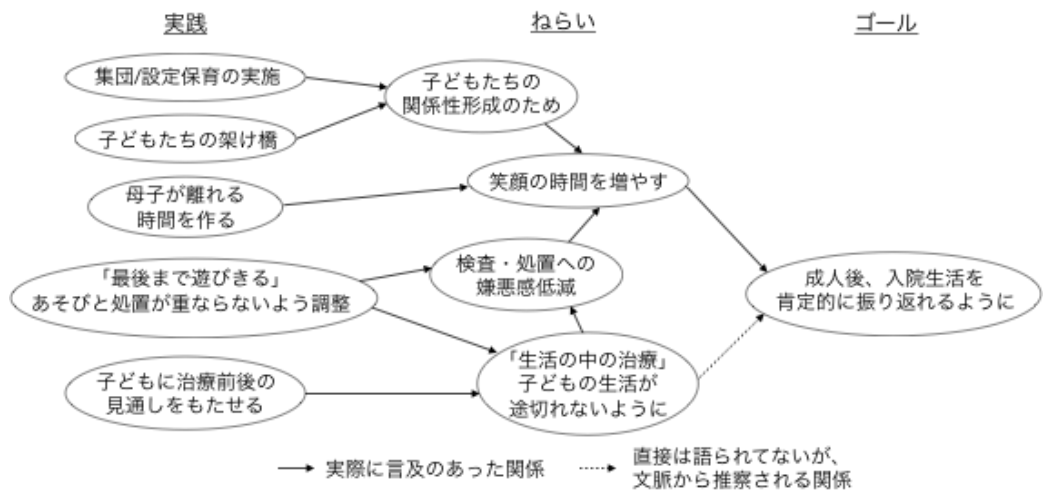 実践
ねらい
ゴール
集団/設定保育の実施
子どもたちの架け橋
母子が離れる
時間を作る
「最後まで遊びきる」
あそびと処置が重ならないよう調整
子どもに治療前後の
見通しをもたせる
子どもたちの
関係性形成のため
笑顔の時間を増やす
検査・処置への
嫌悪感低減
「生活の中の治療」
子どもの生活が
途切れないように
成人後、入院生活を
肯定的に振り返れるように
実際に言及のあった関係
直接は語られてないが、
文脈から推察される関係